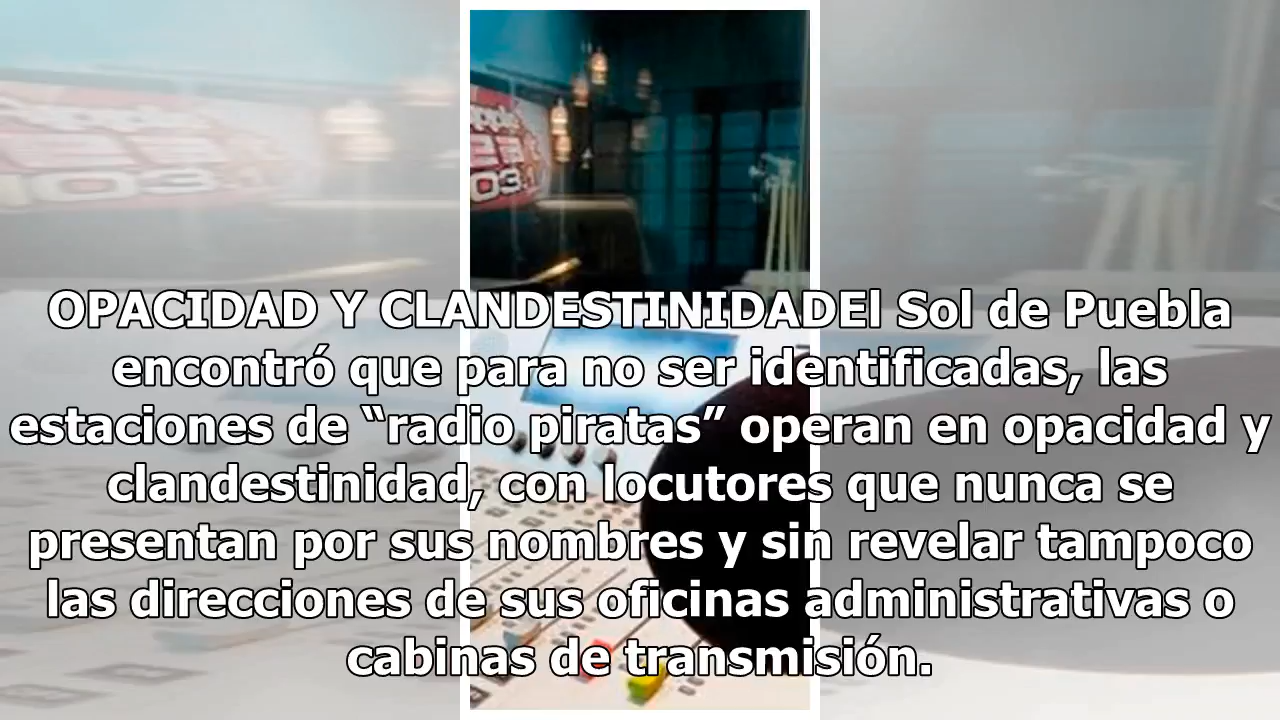 OPACIDAD Y CLANDESTINIDADEl Sol de Puebla
encontró que para no ser identificadas, las
estaciones de “radio piratas” operan en opacidad y
clandestinidad, con locutores que nunca se
presentan por sus nombres y sin revelar tampoco
las direcciones de sus oficinas administrativas o
cabinas de transmisión.